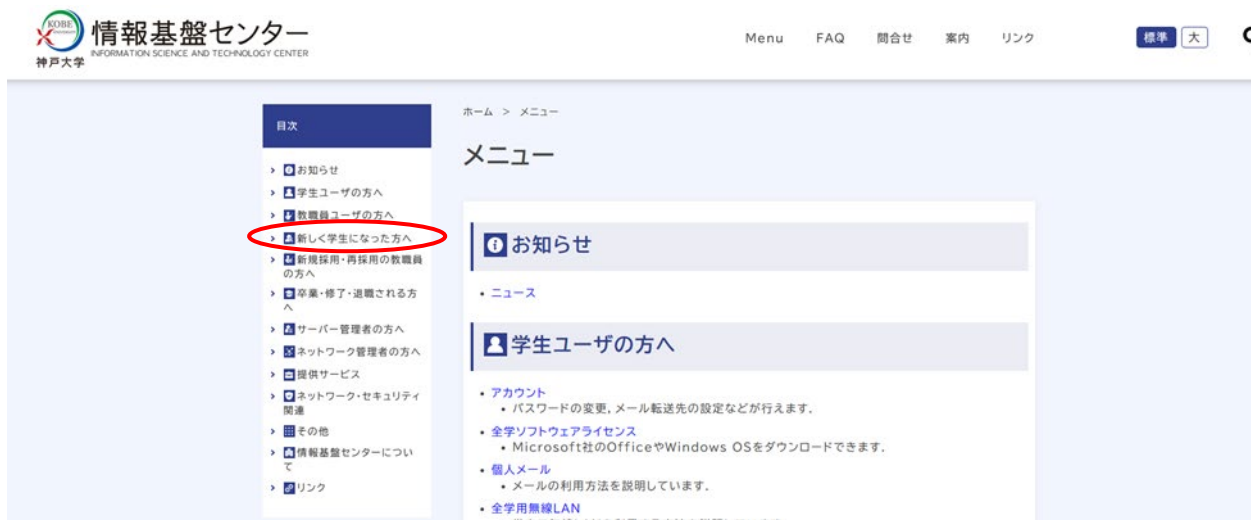 KOBE
情報基盤センター
INFORMATION SCIENCE AND TECHNOLOGY CENTER
神戸大学
Menu FAQ 問合せ 案内 リンク
標準 大
目次
お知らせ
学生ユーザの方へ
教職員ユーザの方へ
新しく学生になった方へ
新規採用・再採用の教職員
の方へ
卒業・修了・退職される方
へ
サーバー管理者の方へ
ネットワーク管理者の方へ
提供サービス
ネットワーク・セキュリティ
関連
その他
情報基盤センターについ
て
リンク
ホーム > メニュー
メニュー
お知らせ
• ニュース
学生ユーザの方へ
• アカウント
• パスワードの変更, メール転送先の設定などが行えます.
• 全学ソフトウェアライセンス
• Microsoft社のOfficeやWindows OSをダウンロードできます.
• 個人メール
• メールの利用方法を説明しています.
• 全学用無線LAN